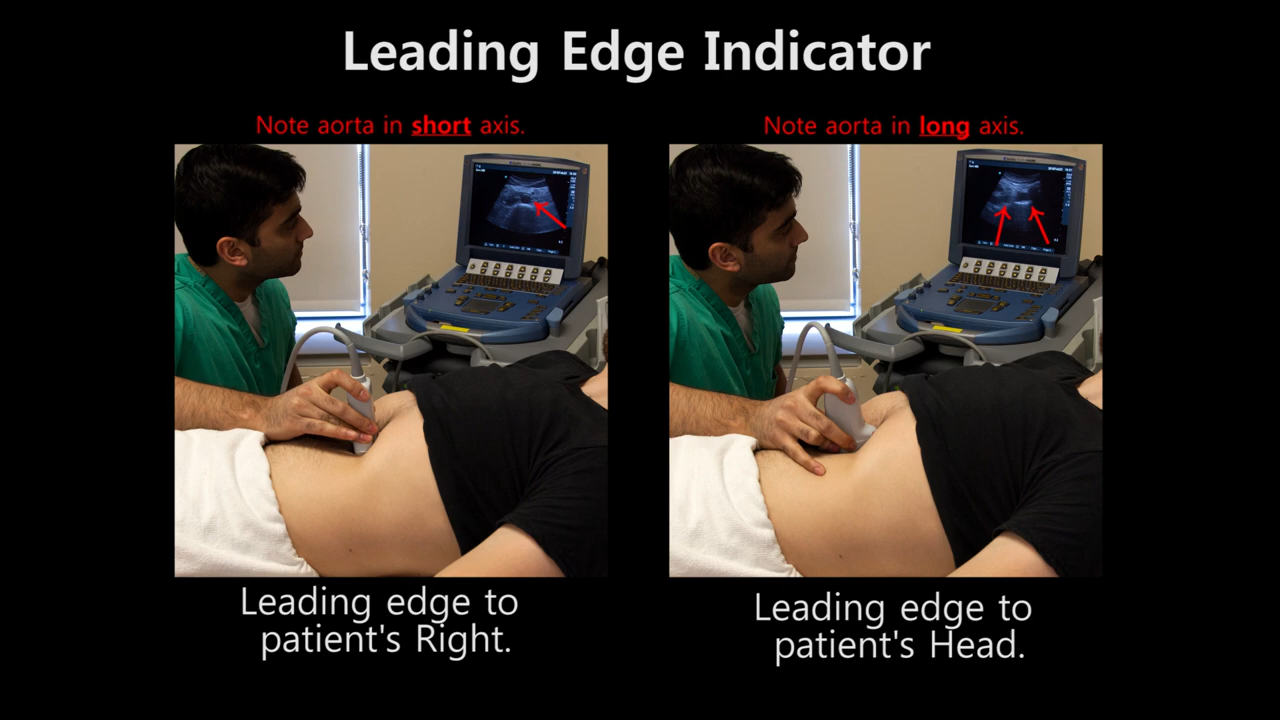 Leading Edge Indicator
Note aorta in short axis.
Note aorta in long axis.
Leading edge to
patient's Right.
Leading edge to
patient's Head.